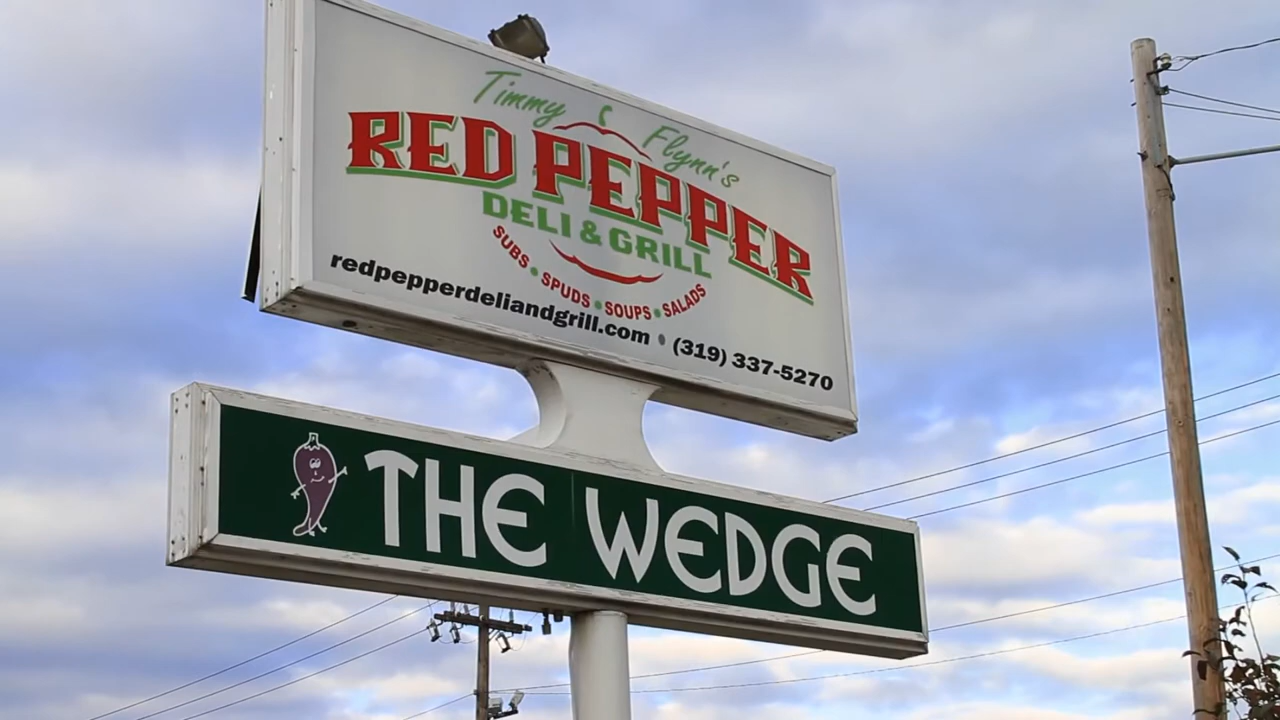 Timmy Flynn's
RED PEPPER
DELI & GRILL
SUBS • SPUDS • SOUPS • SALADS
redpepperdeliandgrill.com • (319) 337-5270
THE WEDGE